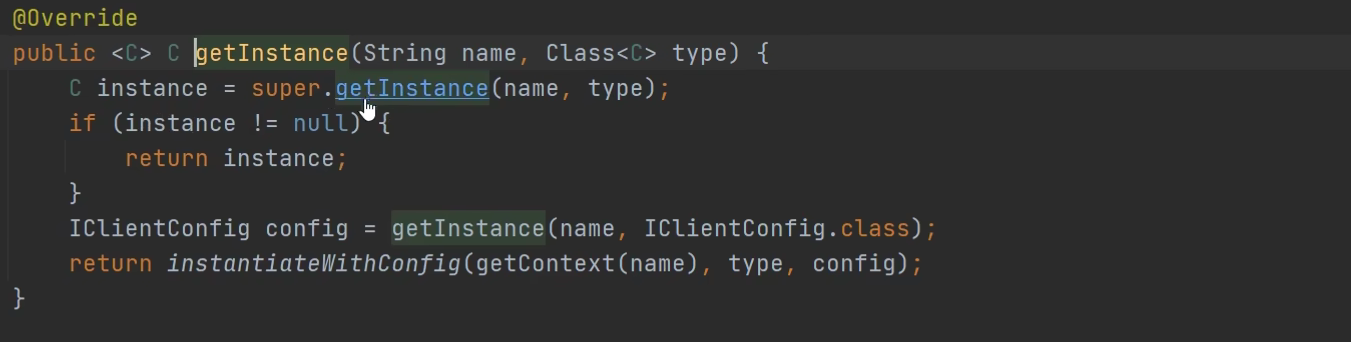 @Override
public <C> C getInstance(String name, Class<C> type) {
    C instance = super.getInstance(name, type);
    if (instance != null) {
        return instance;
    }
    IClientConfig config = getInstance(name, IClientConfig.class);
    return instantiateWithConfig(getContext(name), type, config);
}